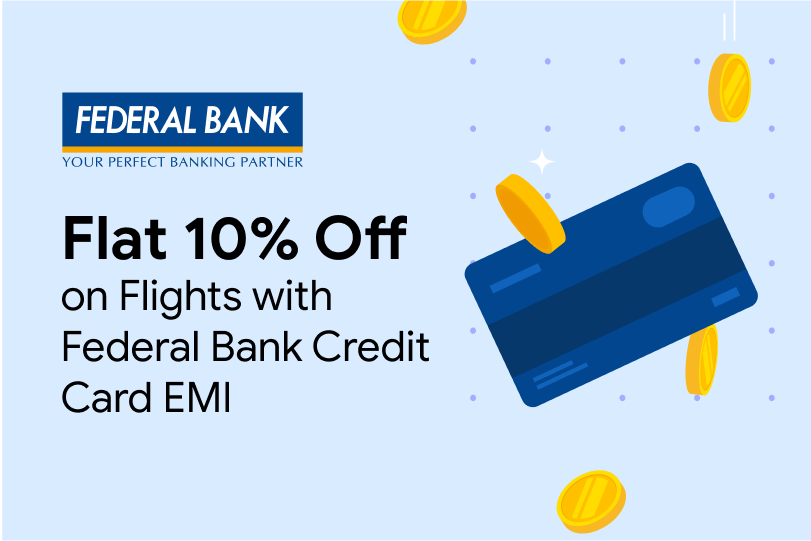 FEDERAL BANK
YOUR PERFECT BANKING PARTNER
Flat 10% Off
on Flights with
Federal Bank Credit
Card EMI